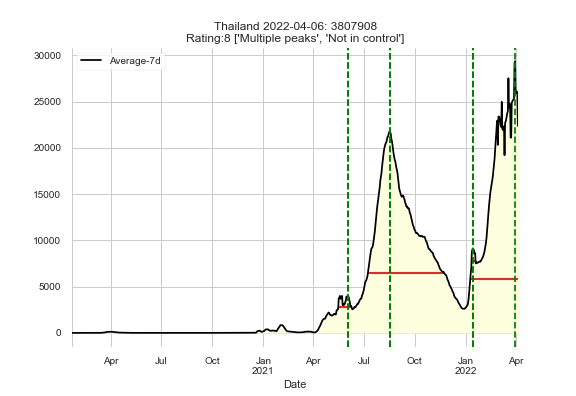 Thailand 2022-04-06: 3807908
Rating:8 ['Multiple peaks', 'Not in control']
Average-7d
30000
25000
20000
15000
10000
5000
0
Apr Jul Oct Jan Apr Jul Oct Jan Apr
2021 2022
Date